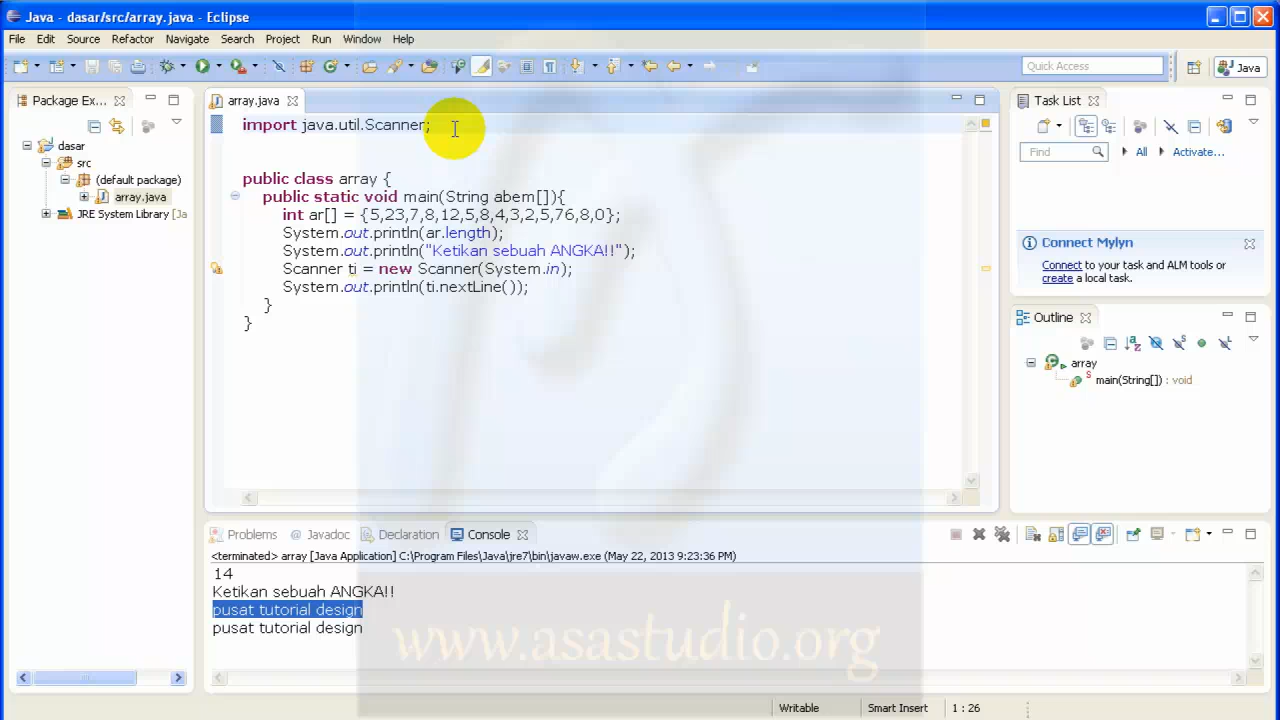 Java - dasar/src/array.java - Eclipse
File Edit Source Refactor Navigate Search Project Run Window Help
Quick Access
Java
Package Ex...
array.java
Task List
dasar
src
(default package)
array.java
JRE System Library [Ja
import java.util.Scanner;
public class array {
public static void main(String abem[]){
int ar[] = {5,23,7,8,12,5,8,4,3,2,5,76,8,0};
System.out.println(ar.length);
System.out.println("Ketikan sebuah ANGKA!!");
Scanner ti = new Scanner(System.in);
System.out.println(ti.nextLine());
}
}
Find
All
Activate...
Connect Mylyn
Connect to your task and ALM tools or
create a local task.
Outline
array
main(String[]) : void
Problems Javadoc Declaration Console
<terminated> array [Java Application] C:\Program Files\Java\jre7\bin\javaw.exe (May 22, 2013 9:23:36 PM)
14
Ketikan sebuah ANGKA!!
pusat tutorial design
pusat tutorial design
www.asastudio.org
Writable
Smart Insert
1 : 26